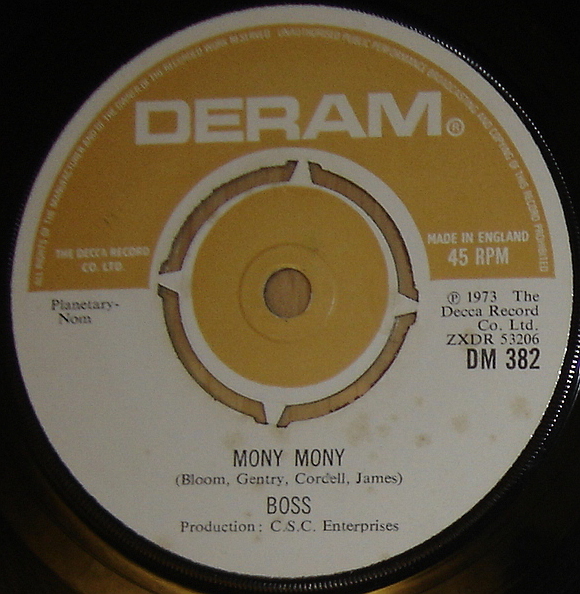 ALL RIGHTS OF THE MANUFACTURER AND OF THE OWNER OF THE RECORDED WORK RESERVED UNAUTHORISED PUBLIC PERFORMANCE BROADCASTING AND COPYING OF THIS RECORD PROHIBITED
DERAM®
THE DECCA RECORD
CO. LTD.
MADE IN ENGLAND
45 RPM
Planetary-
Nom
℗ 1973 The
Decca Record
Co. Ltd.
ZXDR 53206
DM 382
MONY MONY
(Bloom, Gentry, Cordell, James)
BOSS
Production: C.S.C. Enterprises